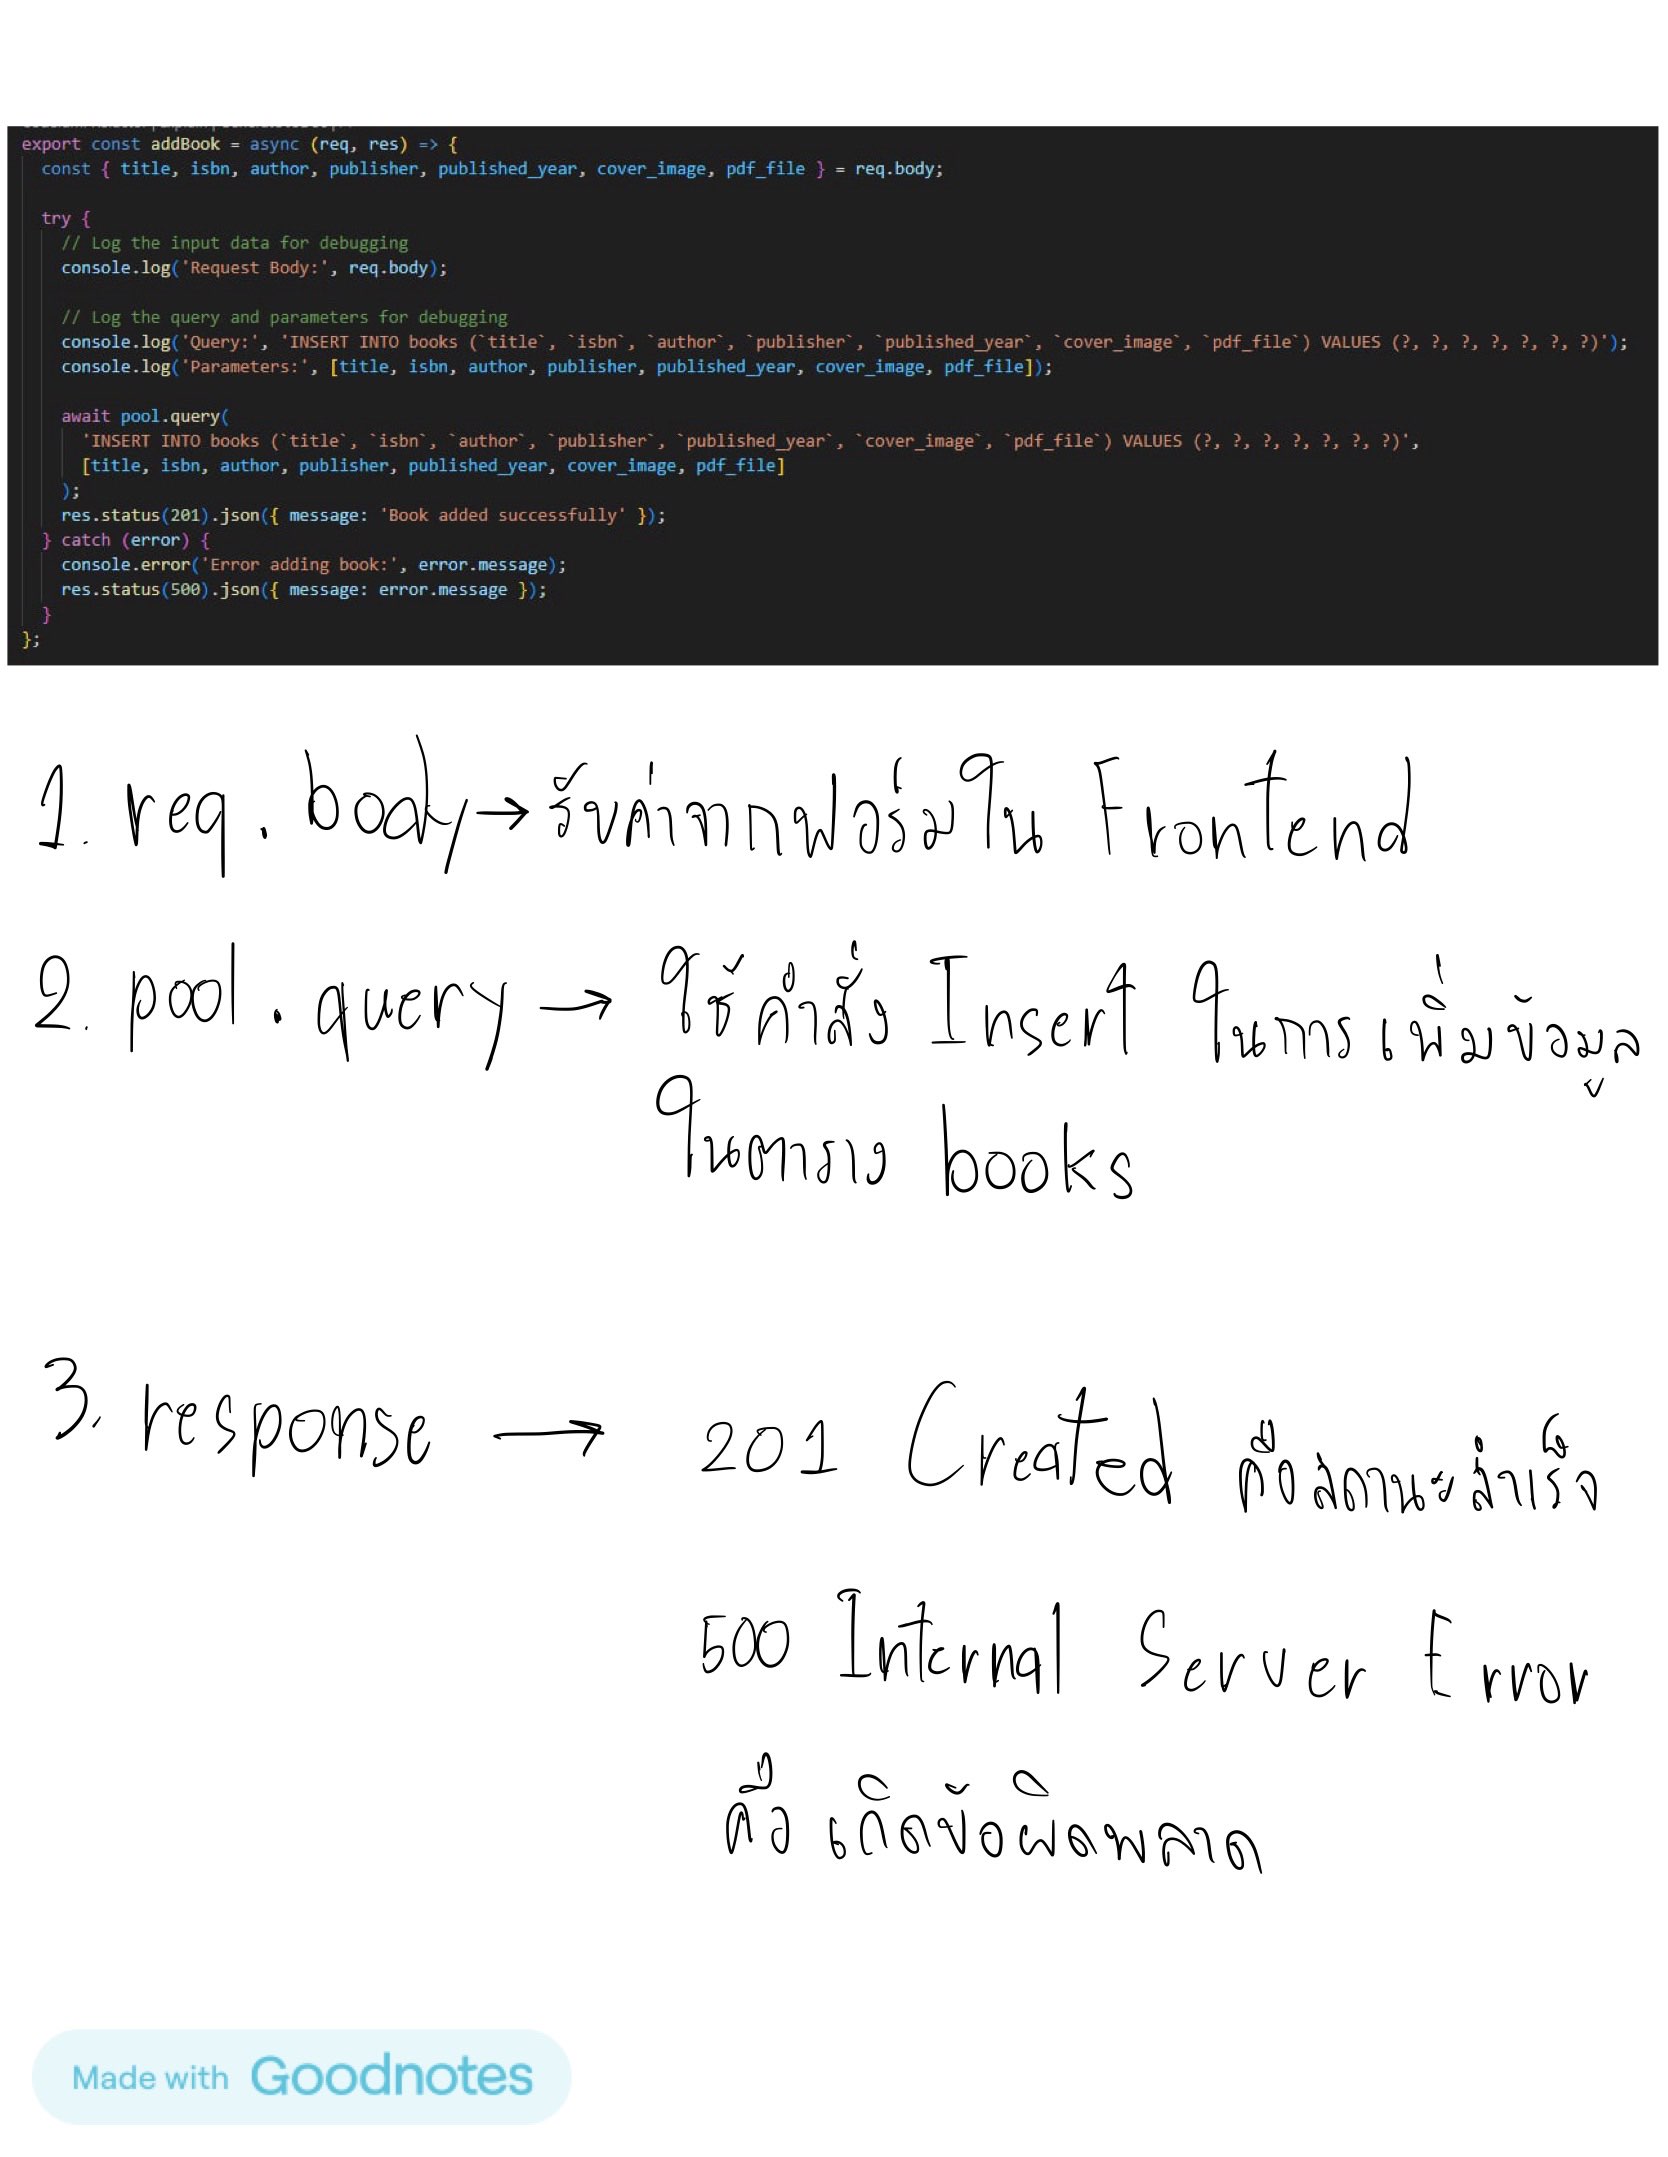 export const addBook = async (req, res) => {
const { title, isbn, author, publisher, published_year, cover_image, pdf_file } = req.body;
try {
// Log the input data for debugging
console.log('Request Body:', req.body);
// Log the query and parameters for debugging
console.log('Query:', 'INSERT INTO books (`title`, `isbn`, `author`, `publisher`, `published_year`, `cover_image`, `pdf_file`) VALUES (?, ?, ?, ?, ?, ?, ?)');
console.log('Parameters:', [title, isbn, author, publisher, published_year, cover_image, pdf_file]);
await pool.query(
'INSERT INTO books (`title`, `isbn`, `author`, `publisher`, `published_year`, `cover_image`, `pdf_file`) VALUES (?, ?, ?, ?, ?, ?, ?)',
[title, isbn, author, publisher, published_year, cover_image, pdf_file]
);
res.status(201).json({ message: 'Book added successfully' });
} catch (error) {
console.error('Error adding book:', error.message);
res.status(500).json({ message: error.message });
}
};
1. req.body → รับค่าจากฟอร์มใน Frontend
2. pool.query → ใช้คำสั่ง Insert ในการเพิ่มข้อมูล
ในตาราง books
3. response → 201 Created คือสถานะสำเร็จ
500 Internal Server Error
คือ เกิดข้อผิดพลาด
Made with Goodnotes